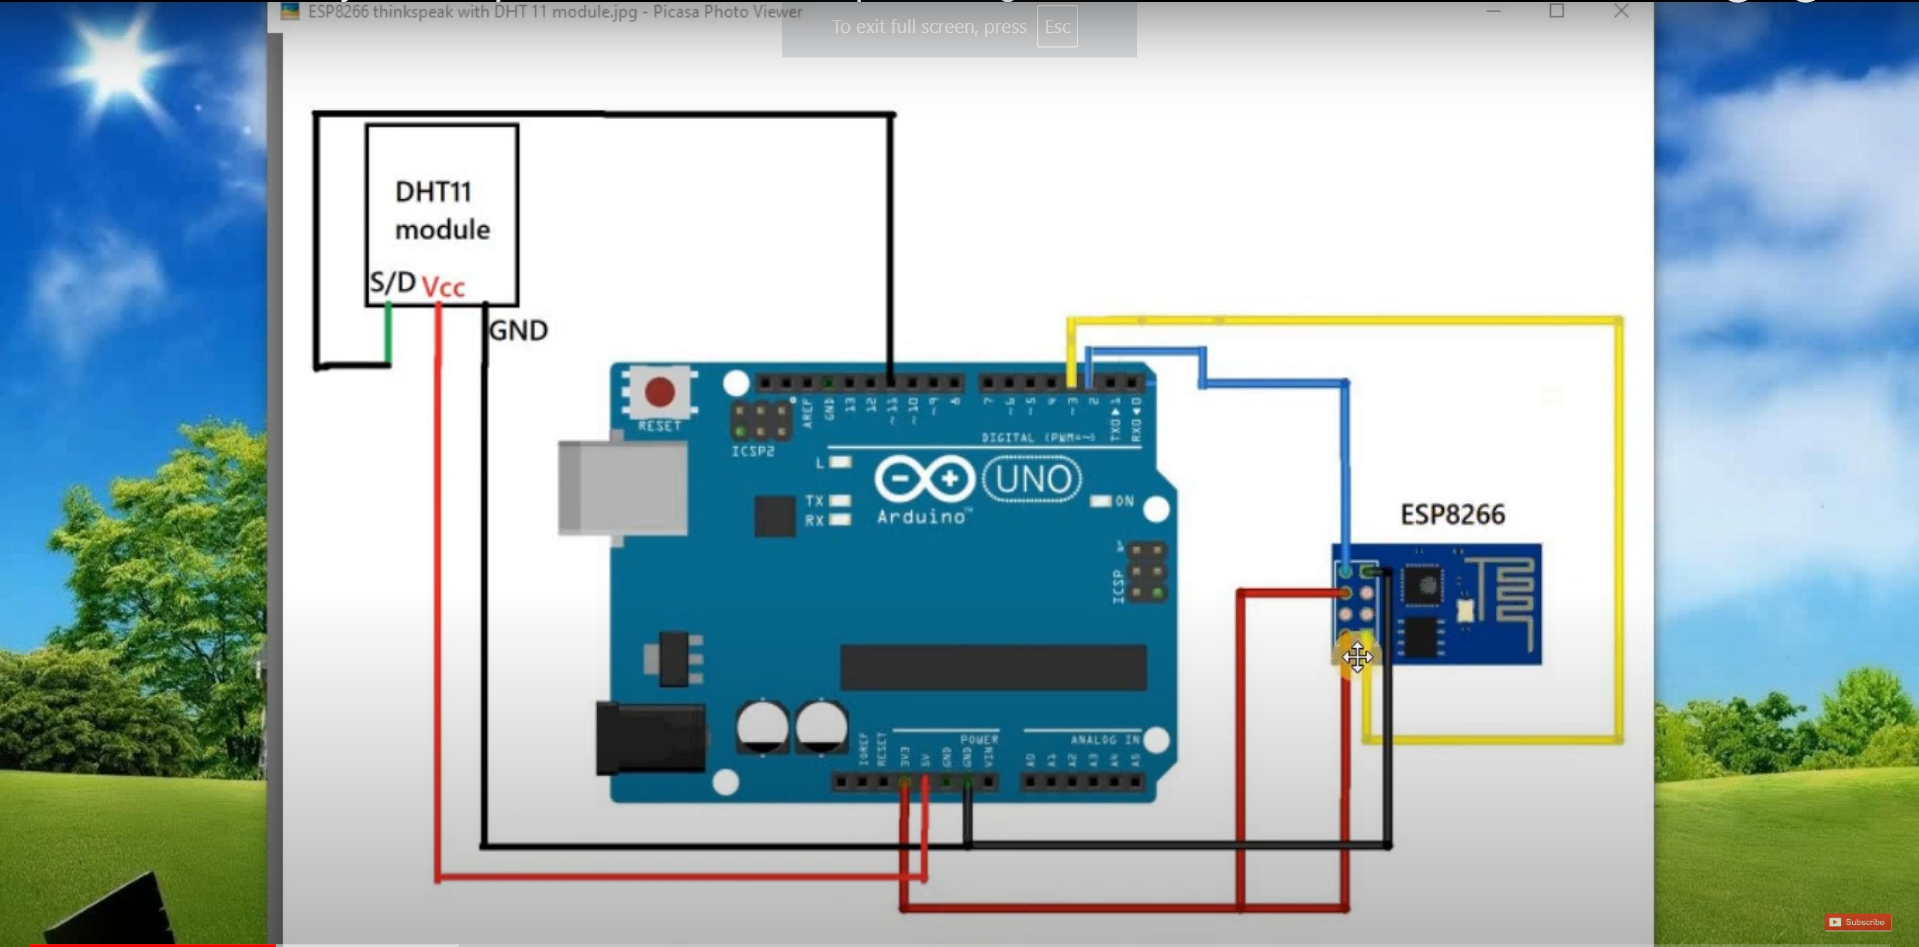 ESP8266 thinkspeak with DHT 11 module.jpg - Picasa Photo Viewer
To exit full screen, press Esc
DHT11
module
S/D Vcc
GND
RESET
ICSP2
AREF
GND
13
12
~11
~10
~9
8
7
~6
~5
4
~3
2
TX0▶1
RX0◀0
DIGITAL (PWM=~)
L
TX
RX
UNO
ON
Arduino™
ICSP
1
ESP8266
POWER
ANALOG IN
IOREF
RESET
3V3
5V
GND
GND
VIN
A0
A1
A2
A3
A4
A5
Subscribe